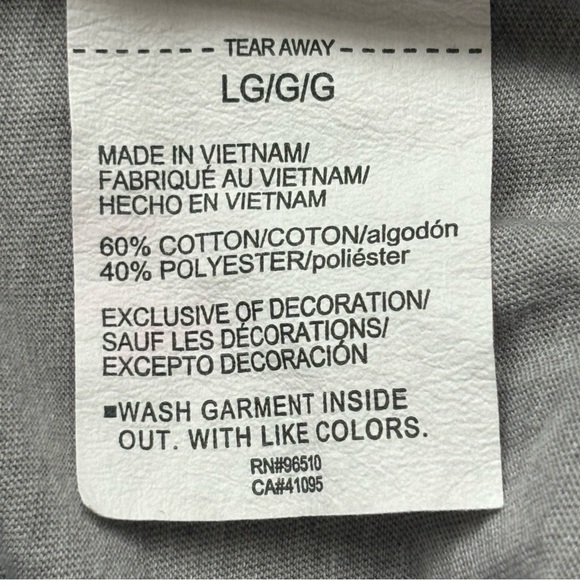 TEAR AWAY
LG/G/G
MADE IN VIETNAM/
FABRIQUÉ AU VIETNAM/
HECHO EN VIETNAM
60% COTTON/COTON/algodón
40% POLYESTER/poliéster
EXCLUSIVE OF DECORATION/
SAUF LES DÉCORATIONS/
EXCEPTO DECORACIÓN
▪WASH GARMENT INSIDE
OUT. WITH LIKE COLORS.
RN#96510
CA#41095